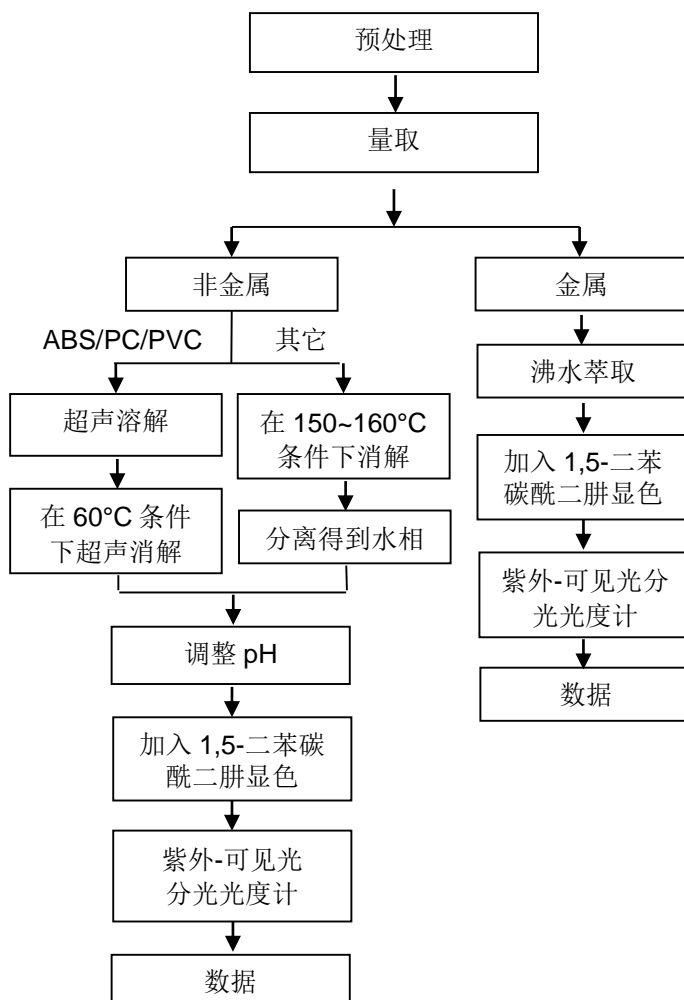 预处理
量取
非金属
金属
ABS/PC/PVC
其它
沸水萃取
超声溶解
在 150~160°C
条件下消解
加入 1,5-二苯
碳酰二肼显色
在 60°C 条件
下超声消解
分离得到水相
紫外-可见光分
光光度计
调整 pH
数据
加入 1,5-二苯碳
酰二肼显色
紫外-可见光
分光光度计
数据